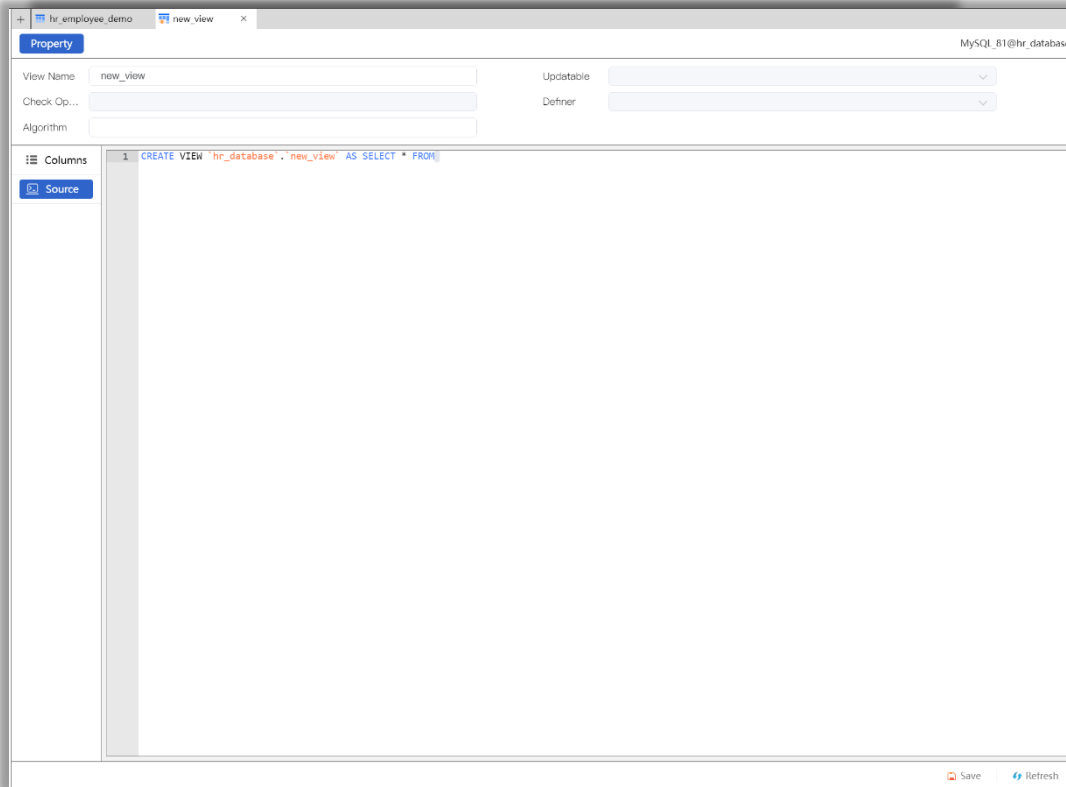 + hr_employee_demo new_view ×
Property MySQL_81@hr_database
View Name new_view Updatable
Check Op... Definer
Algorithm
Columns
1 CREATE VIEW `hr_database`.`new_view` AS SELECT * FROM
Source
Save Refresh